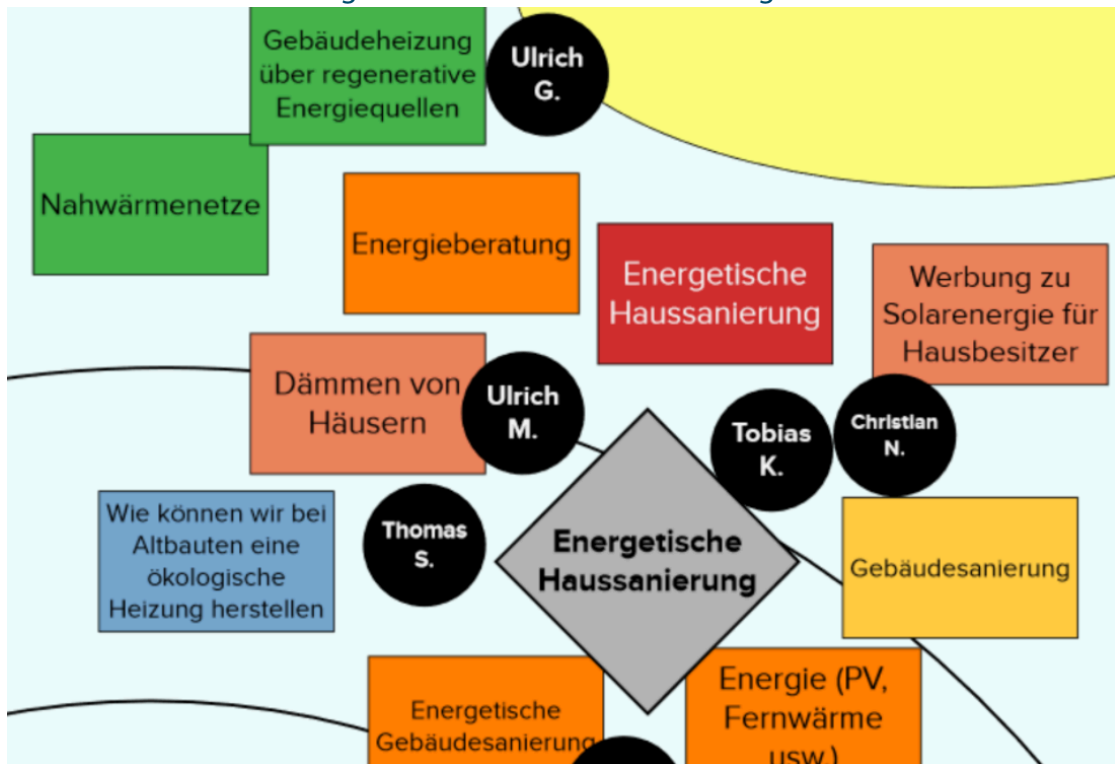 Gebäudeheizung
über regenerative
Energiequellen
Ulrich
G.
Nahwärmenetze
Energieberatung
Energetische
Haussanierung
Werbung zu
Solarenergie für
Hausbesitzer
Dämmen von
Häusern
Ulrich
M.
Tobias
K.
Christian
N.
Wie können wir bei
Altbauten eine
ökologische
Heizung herstellen
Thomas
S.
Energetische
Haussanierung
Gebäudesanierung
Energetische
Gebäudesanierung
Energie (PV,
Fernwärme
usw.)